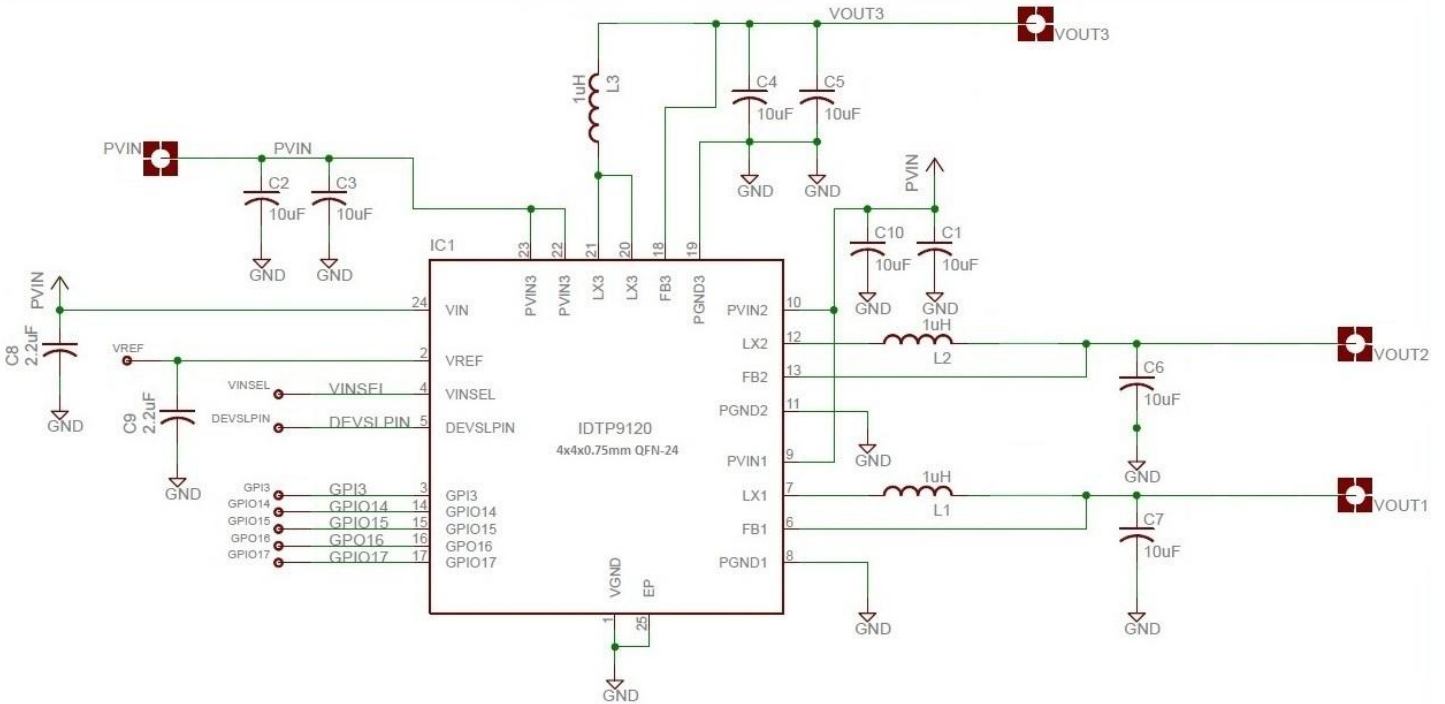 VOUT3
VOUT3
1uH
L3
C4
10uF
C5
10uF
GND
GND
PVIN
PVIN
C2
10uF
C3
10uF
GND
GND
PVIN
C10
10uF
C1
10uF
GND
GND
IC1
23
22
21
20
18
19
PVIN3
PVIN3
LX3
LX3
FB3
PGND3
PVIN
C8
2.2uF
GND
24
VIN
VREF
2
VREF
C9
2.2uF
GND
VINSEL
VINSEL
4
VINSEL
DEVSLPIN
DEVSLPIN
5
DEVSLPIN
IDTP9120
4x4x0.75mm QFN-24
GPI3
GPI3
3
GPI3
GPIO14
GPIO14
14
GPIO14
GPIO15
GPIO15
15
GPIO15
GPO16
GPO16
16
GPO16
GPIO17
GPIO17
17
GPIO17
PVIN2
10
LX2
12
1uH
L2
VOUT2
FB2
13
C6
10uF
GND
PGND2
11
GND
PVIN1
9
LX1
7
1uH
L1
VOUT1
FB1
6
C7
10uF
GND
PGND1
8
GND
VGND
EP
1
25
GND